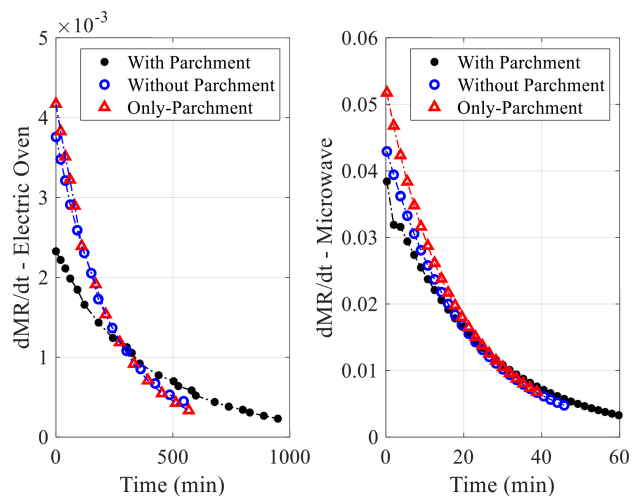 ×10⁻³
5
4
3
2
1
0
dMR/dt - Electric Oven
With Parchment
Without Parchment
Only-Parchment
0
500
1000
Time (min)
0.06
0.05
0.04
0.03
0.02
0.01
0
dMR/dt - Microwave
With Parchment
Without Parchment
Only-Parchment
0
20
40
60
Time (min)